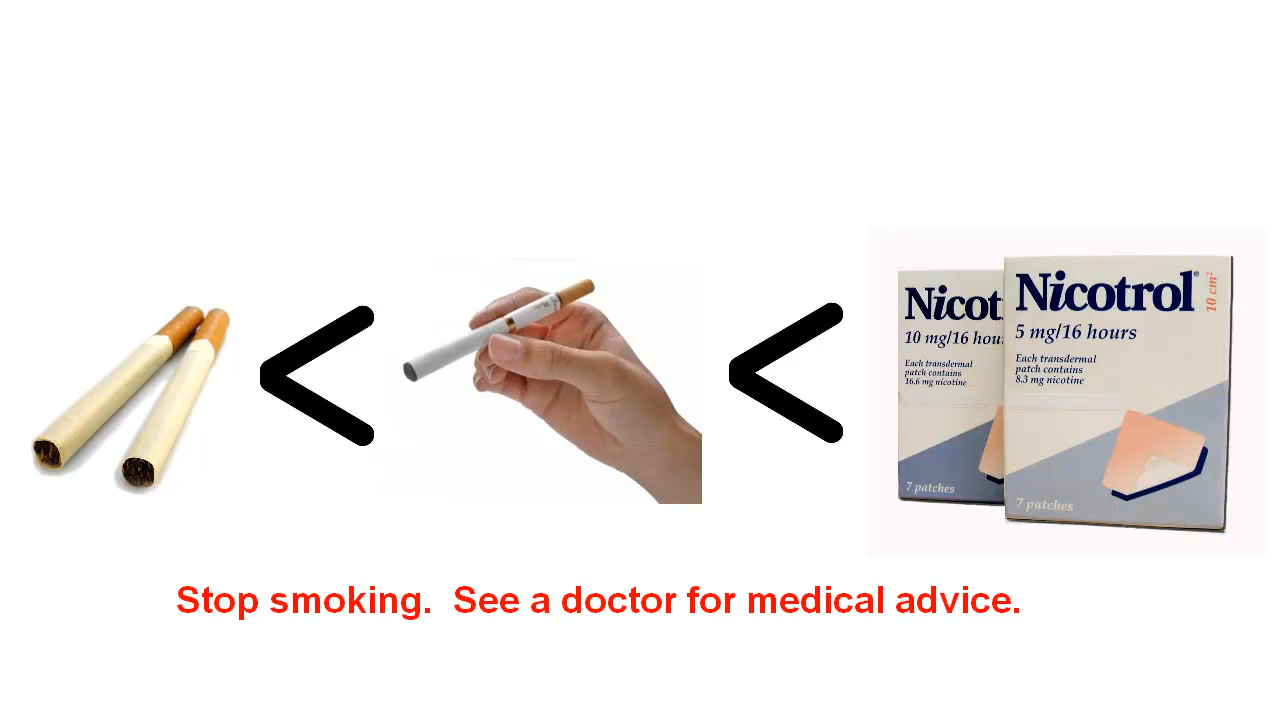 Nicot
10 mg/16 hou
Each transdermal
patch contains
16.6 mg nicotine
7 patches
Nicotrol®
10 cm²
5 mg/16 hours
Each transdermal
patch contains
8.3 mg nicotine
7 patches
Stop smoking.  See a doctor for medical advice.